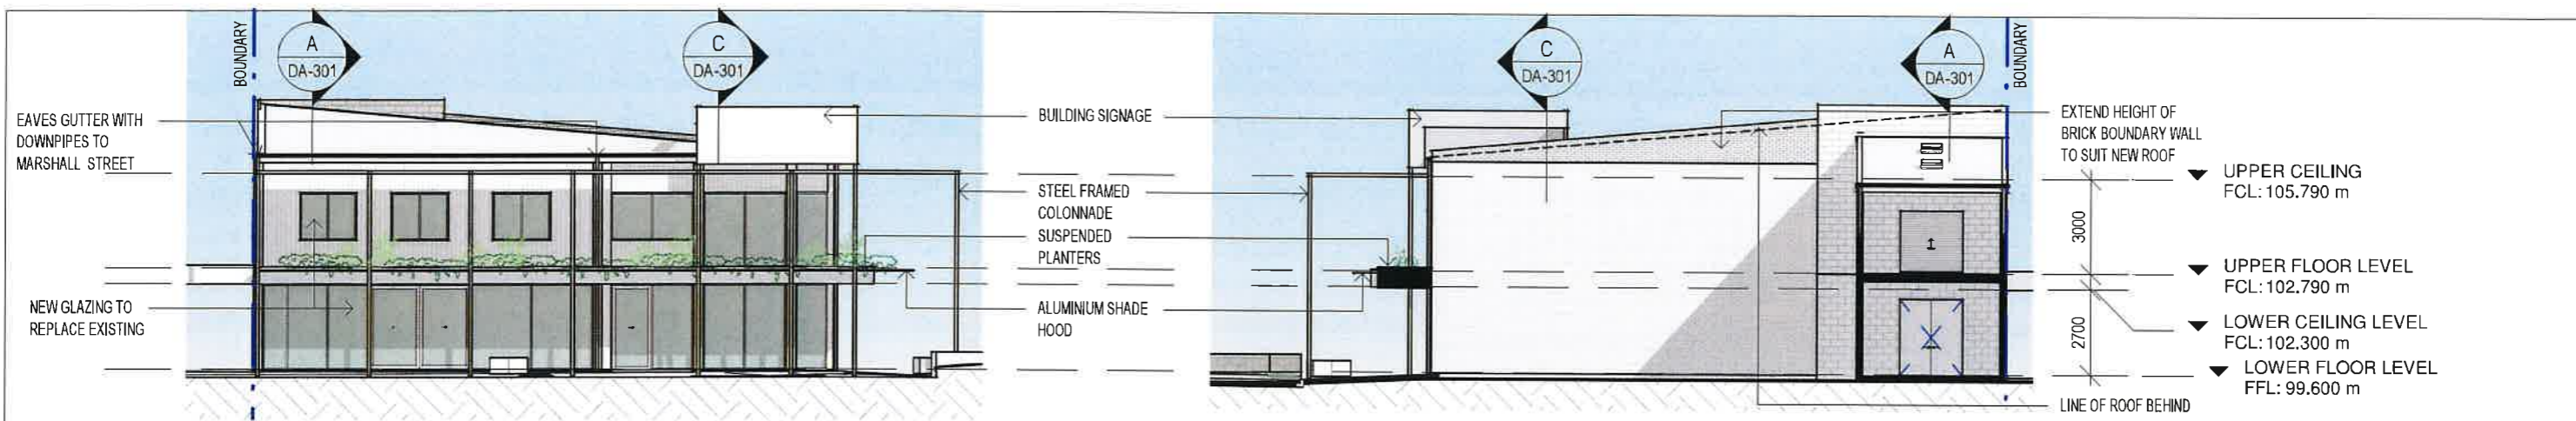 BOUNDARY
A
DA-301
C
DA-301
EAVES GUTTER WITH
DOWNPIPES TO
MARSHALL STREET
NEW GLAZING TO
REPLACE EXISTING
BUILDING SIGNAGE
STEEL FRAMED
COLONNADE
SUSPENDED
PLANTERS
ALUMINIUM SHADE
HOOD
C
DA-301
A
DA-301
BOUNDARY
EXTEND HEIGHT OF
BRICK BOUNDARY WALL
TO SUIT NEW ROOF
LINE OF ROOF BEHIND
3000
2700
UPPER CEILING
FCL: 105.790 m
UPPER FLOOR LEVEL
FCL: 102.790 m
LOWER CEILING LEVEL
FCL: 102.300 m
LOWER FLOOR LEVEL
FFL: 99.600 m